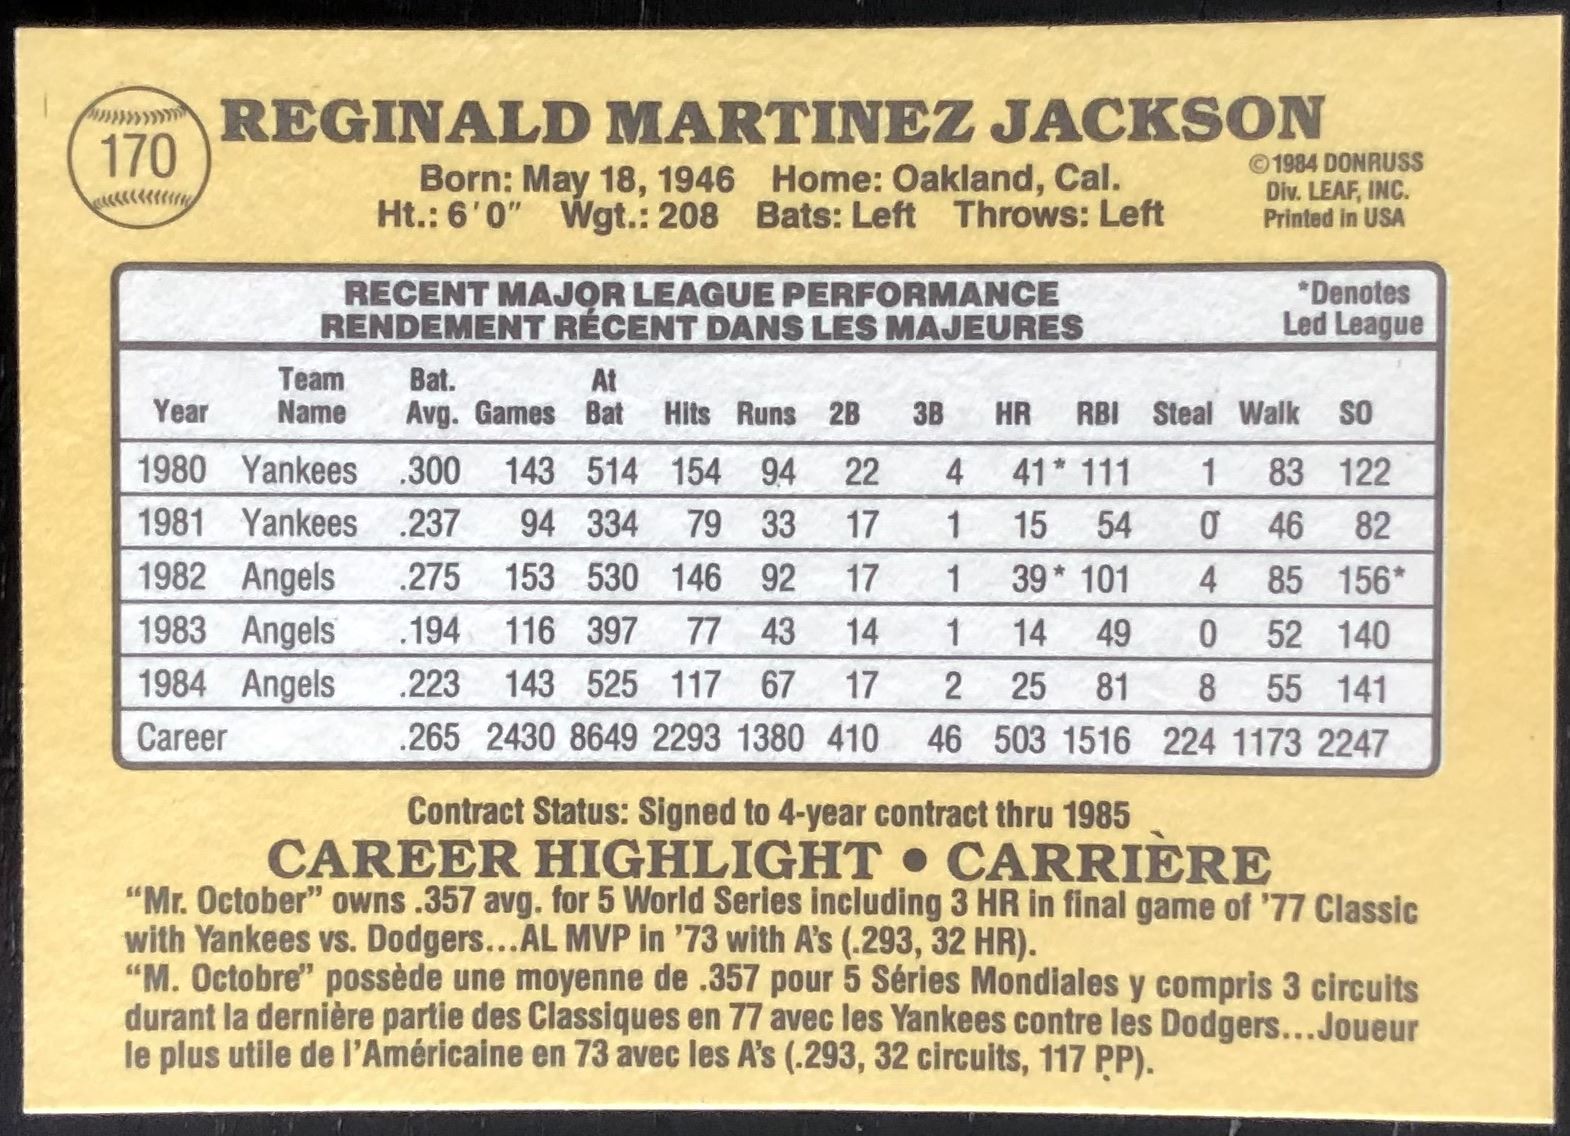 170
REGINALD MARTINEZ JACKSON
Born: May 18, 1946 Home: Oakland, Cal.
Ht.: 6'0" Wgt.: 208 Bats: Left Throws: Left
©1984 DONRUSS
Div. LEAF, INC.
Printed in USA
RECENT MAJOR LEAGUE PERFORMANCE
RENDEMENT RÉCENT DANS LES MAJEURES
*Denotes
Led League
Year Team Name Bat. Avg. Games At Bat Hits Runs 2B 3B HR RBI Steal Walk SO
1980 Yankees .300 143 514 154 94 22 4 41* 111 1 83 122
1981 Yankees .237 94 334 79 33 17 1 15 54 0 46 82
1982 Angels .275 153 530 146 92 17 1 39* 101 4 85 156*
1983 Angels .194 116 397 77 43 14 1 14 49 0 52 140
1984 Angels .223 143 525 117 67 17 2 25 81 8 55 141
Career .265 2430 8649 2293 1380 410 46 503 1516 224 1173 2247
Contract Status: Signed to 4-year contract thru 1985
CAREER HIGHLIGHT • CARRIÈRE
“Mr. October” owns .357 avg. for 5 World Series including 3 HR in final game of ’77 Classic
with Yankees vs. Dodgers...AL MVP in ’73 with A’s (.293, 32 HR).
“M. Octobre” possède une moyenne de .357 pour 5 Séries Mondiales y compris 3 circuits
durant la dernière partie des Classiques en 77 avec les Yankees contre les Dodgers...Joueur
le plus utile de l’Américaine en 73 avec les A’s (.293, 32 circuits, 117 PP).